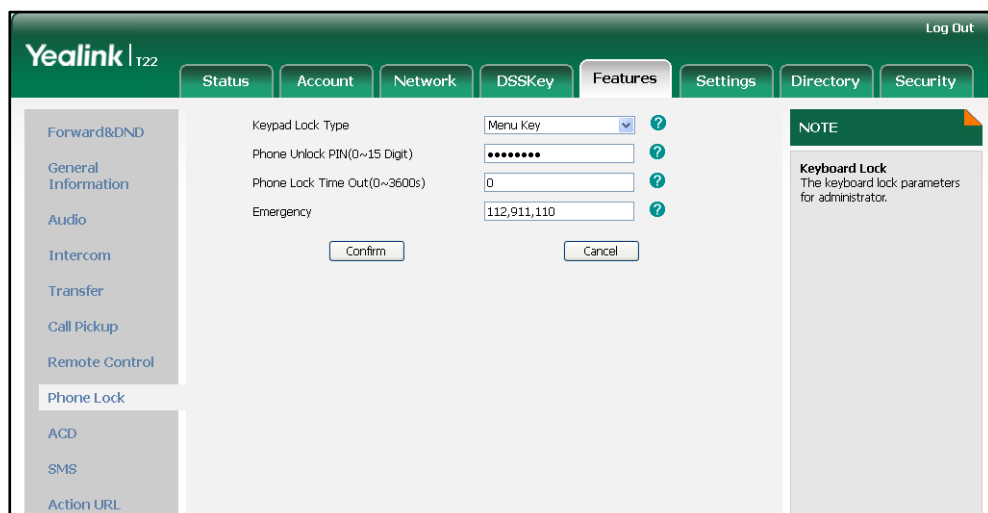 Log Out
Yealink | T22
Status Account Network DSSKey Features Settings Directory Security
Forward&DND
General Information
Audio
Intercom
Transfer
Call Pickup
Remote Control
Phone Lock
ACD
SMS
Action URL
Keypad Lock Type Menu Key ?
Phone Unlock PIN(0~15 Digit) •••••••• ?
Phone Lock Time Out(0~3600s) 0 ?
Emergency 112,911,110 ?
Confirm Cancel
NOTE
Keyboard Lock
The keyboard lock parameters
for administrator.